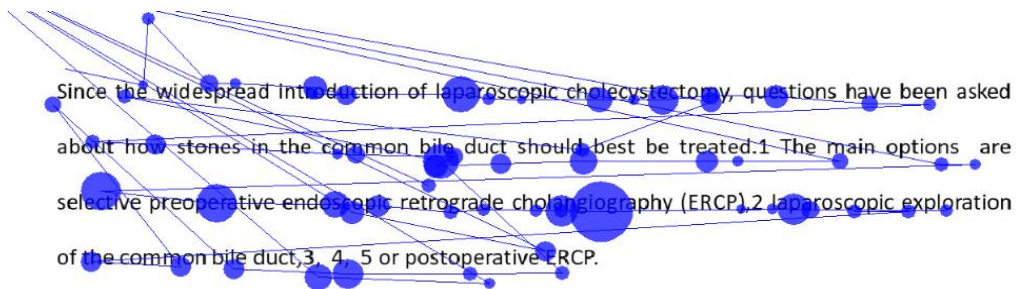 Since the widespread introduction of laparoscopic cholecystectomy, questions have been asked
about how stones in the common bile duct should best be treated.1 The main options are
selective preoperative endoscopic retrograde cholangiography (ERCP),2 laparoscopic exploration
of the common bile duct,3, 4, 5 or postoperative ERCP.